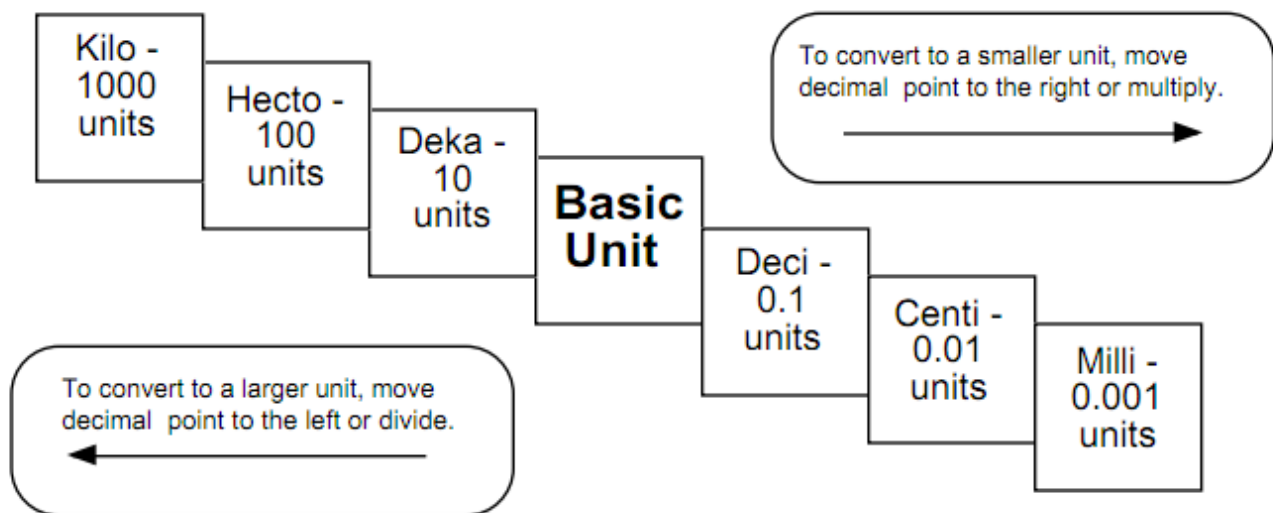 Kilo -
1000
units
Hecto -
100
units
Deka -
10
units
Basic
Unit
Deci -
0.1
units
Centi -
0.01
units
Milli -
0.001
units
To convert to a smaller unit, move
decimal point to the right or multiply.
To convert to a larger unit, move
decimal point to the left or divide.